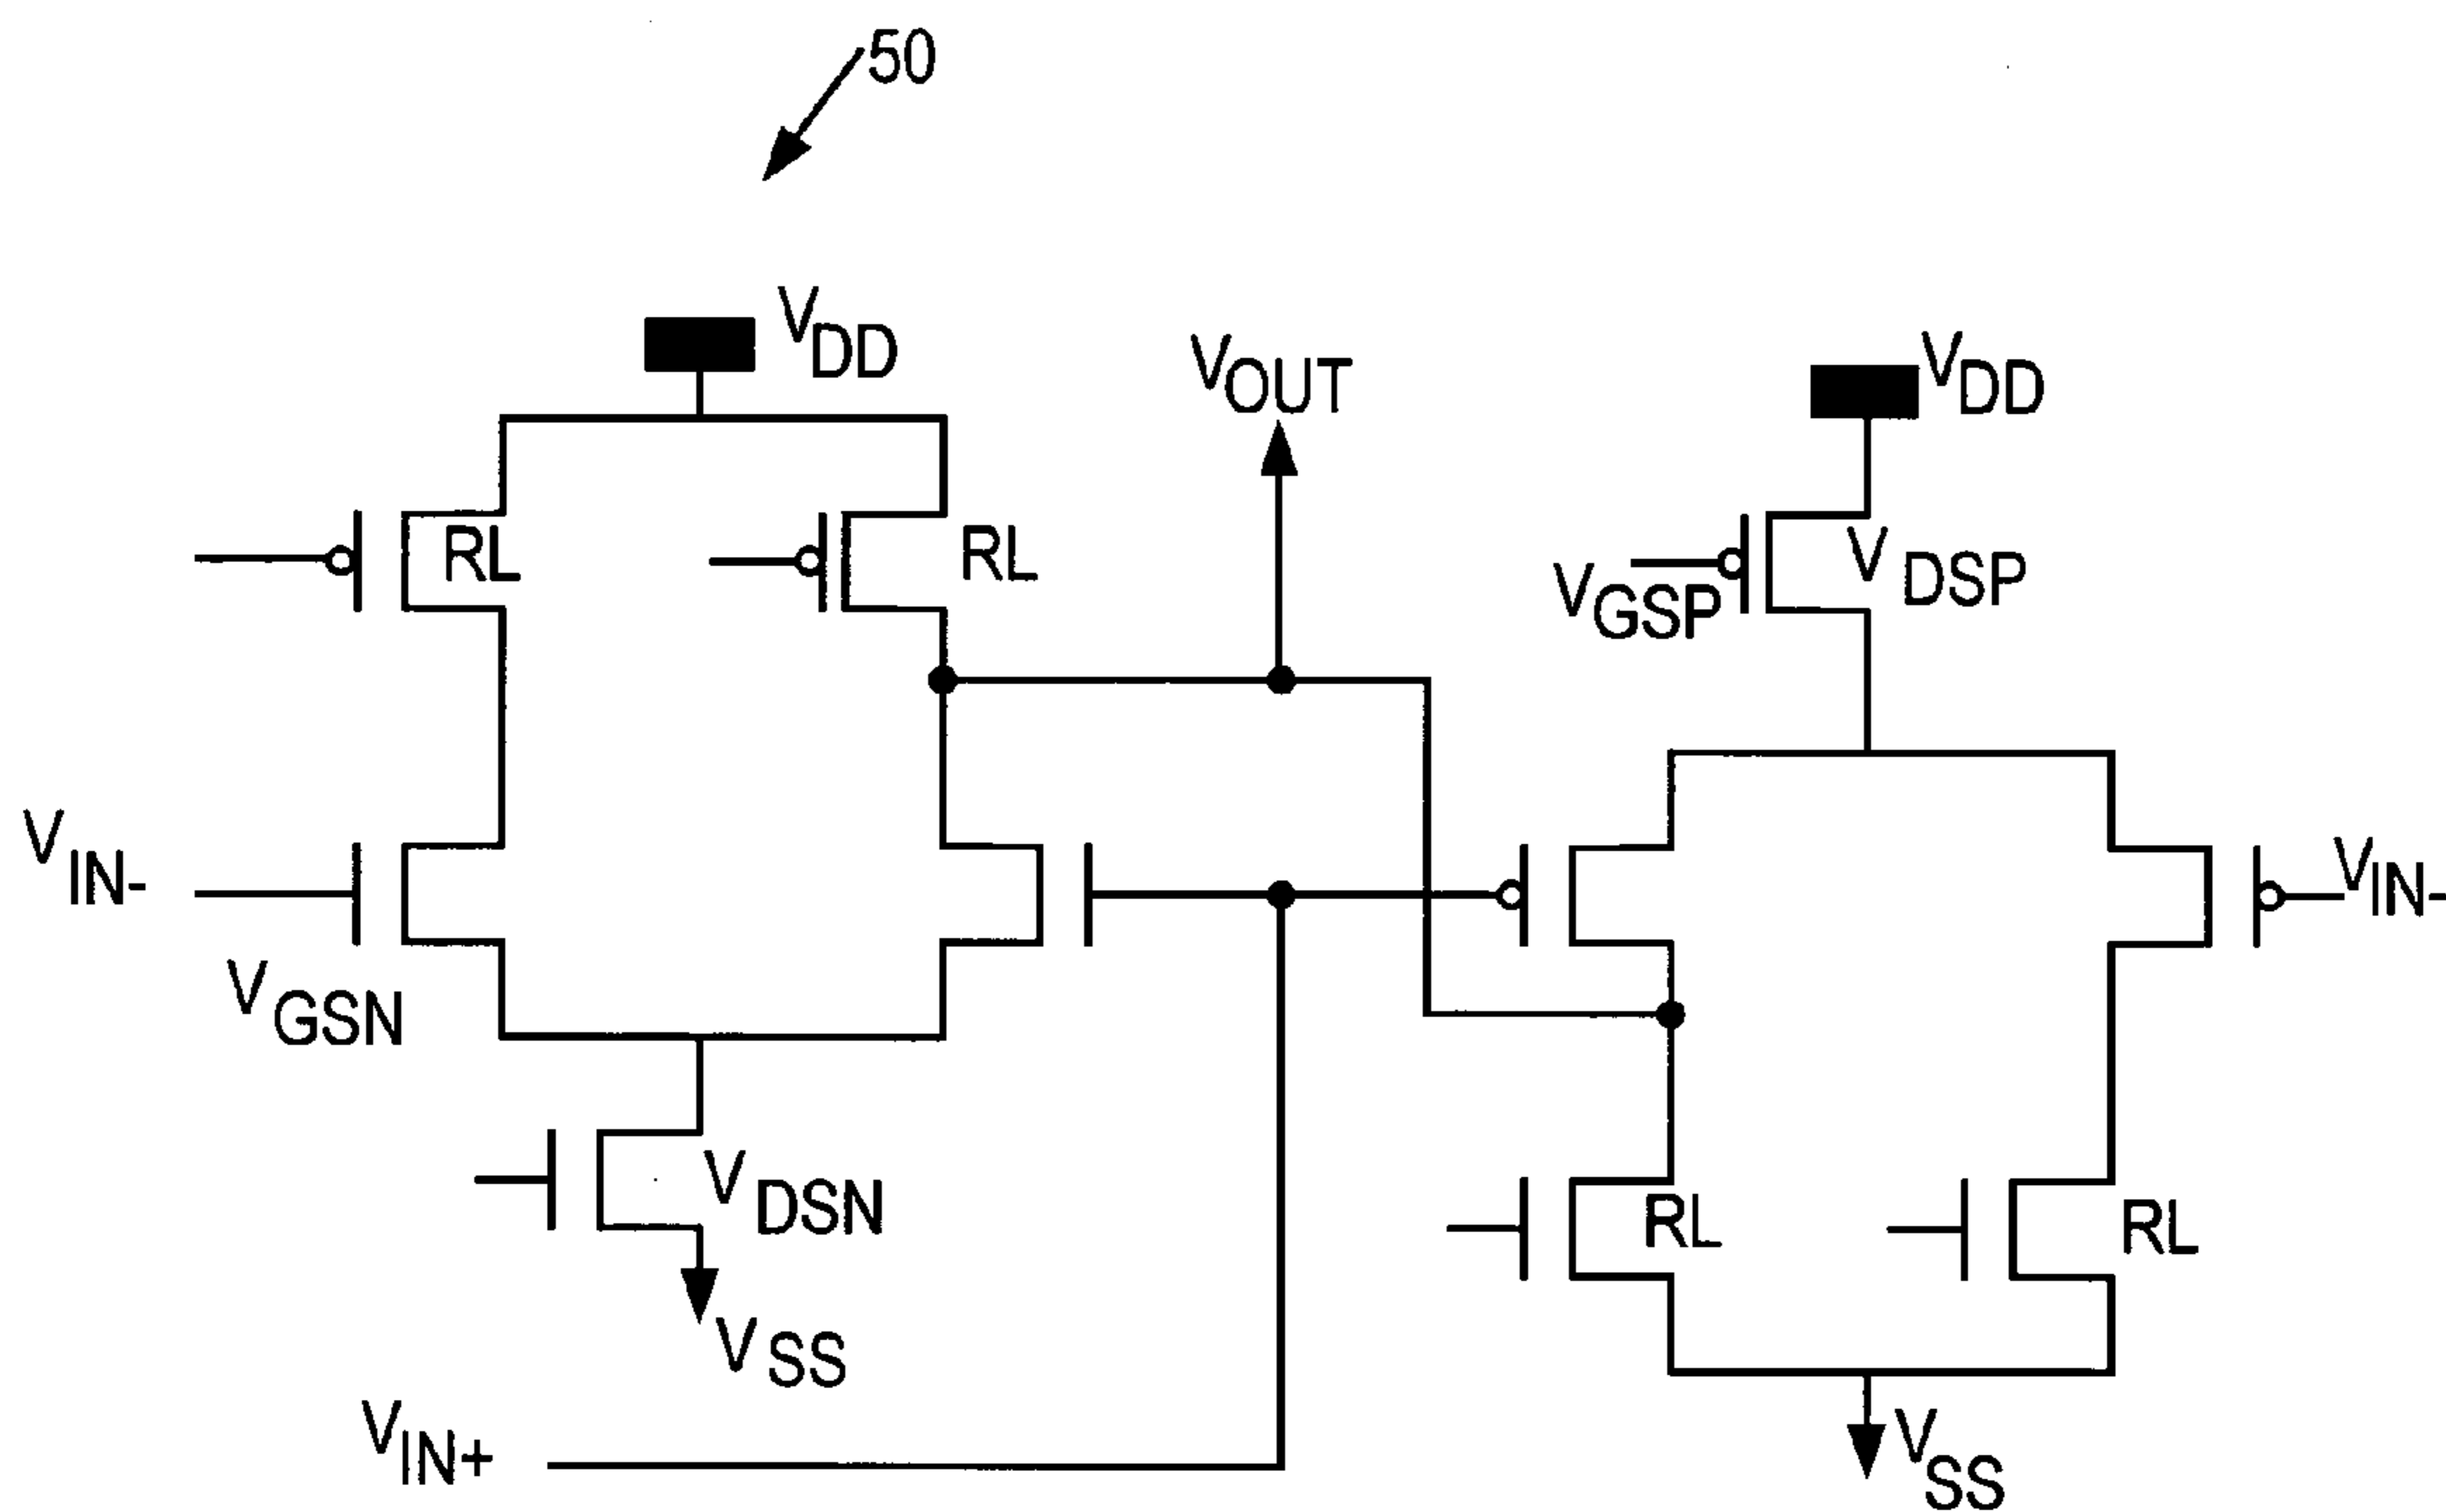 50
VDD
VOUT
VDD
RL
RL
VGSP
VDSP
VIN-
VIN-
VGSN
VDSN
RL
RL
VSS
VIN+
VSS